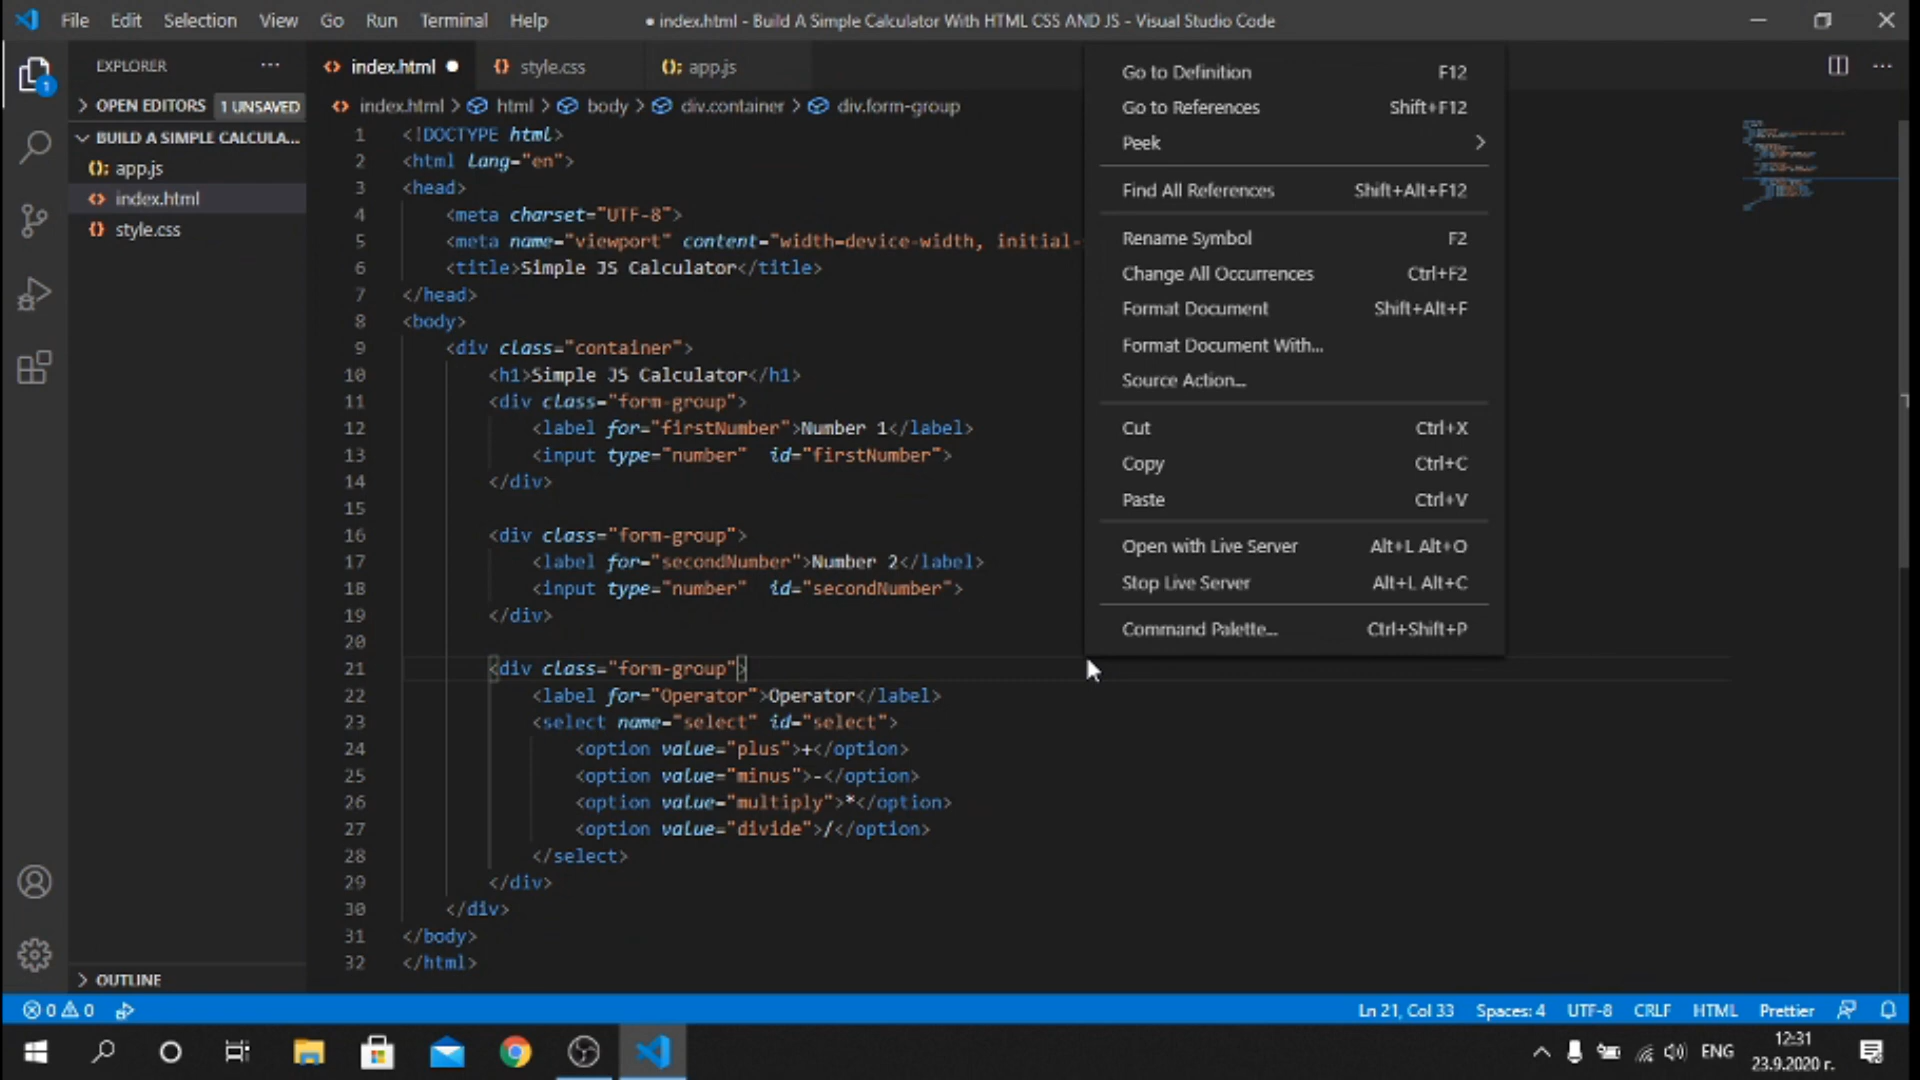 File Edit Selection View Go Run Terminal Help
● index.html - Build A Simple Calculator With HTML CSS AND JS - Visual Studio Code
EXPLORER ···
OPEN EDITORS 1 UNSAVED
BUILD A SIMPLE CALCULA...
app.js
index.html
style.css
OUTLINE
1
index.html ●
style.css
app.js
index.html > html > body > div.container > div.form-group
1 <!DOCTYPE html>
2 <html lang="en">
3 <head>
4 <meta charset="UTF-8">
5 <meta name="viewport" content="width=device-width, initial-
6 <title>Simple JS Calculator</title>
7 </head>
8 <body>
9 <div class="container">
10 <h1>Simple JS Calculator</h1>
11 <div class="form-group">
12 <label for="firstNumber">Number 1</label>
13 <input type="number"  id="firstNumber">
14 </div>
15
16 <div class="form-group">
17 <label for="secondNumber">Number 2</label>
18 <input type="number"  id="secondNumber">
19 </div>
20
21 <div class="form-group">
22 <label for="Operator">Operator</label>
23 <select name="select" id="select">
24 <option value="plus">+</option>
25 <option value="minus">-</option>
26 <option value="multiply">*</option>
27 <option value="divide">/</option>
28 </select>
29 </div>
30 </div>
31 </body>
32 </html>
Go to Definition F12
Go to References Shift+F12
Peek
Find All References Shift+Alt+F12
Rename Symbol F2
Change All Occurrences Ctrl+F2
Format Document Shift+Alt+F
Format Document With...
Source Action...
Cut Ctrl+X
Copy Ctrl+C
Paste Ctrl+V
Open with Live Server Alt+L Alt+O
Stop Live Server Alt+L Alt+C
Command Palette... Ctrl+Shift+P
0 0
Ln 21, Col 33 Spaces: 4 UTF-8 CRLF HTML Prettier
ENG
12:31
23.9.2020 г.